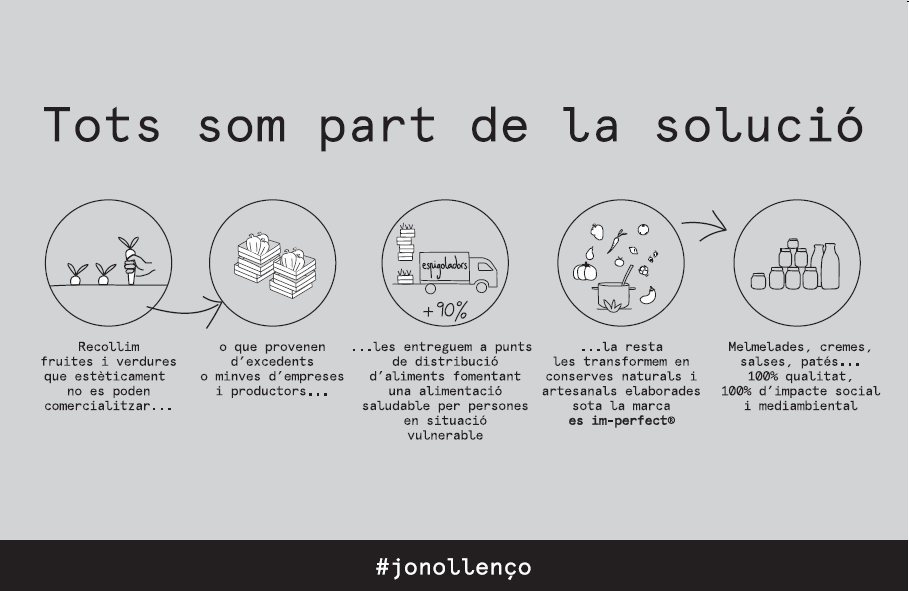 Tots som part de la solució
espigoladors
+90%
Recollim
fruites i verdures
que estèticament
no es poden
comercialitzar...
o que provenen
d'excedents
o minves d'empreses
i productors...
...les entreguem a punts
de distribució
d'aliments fomentant
una alimentació
saludable per persones
en situació
vulnerable
...la resta
les transformem en
conserves naturals i
artesanals elaborades
sota la marca
es im-perfect®
Melmelades, cremes,
salses, patés...
100% qualitat,
100% d'impacte social
i mediambiental
#jonollenço